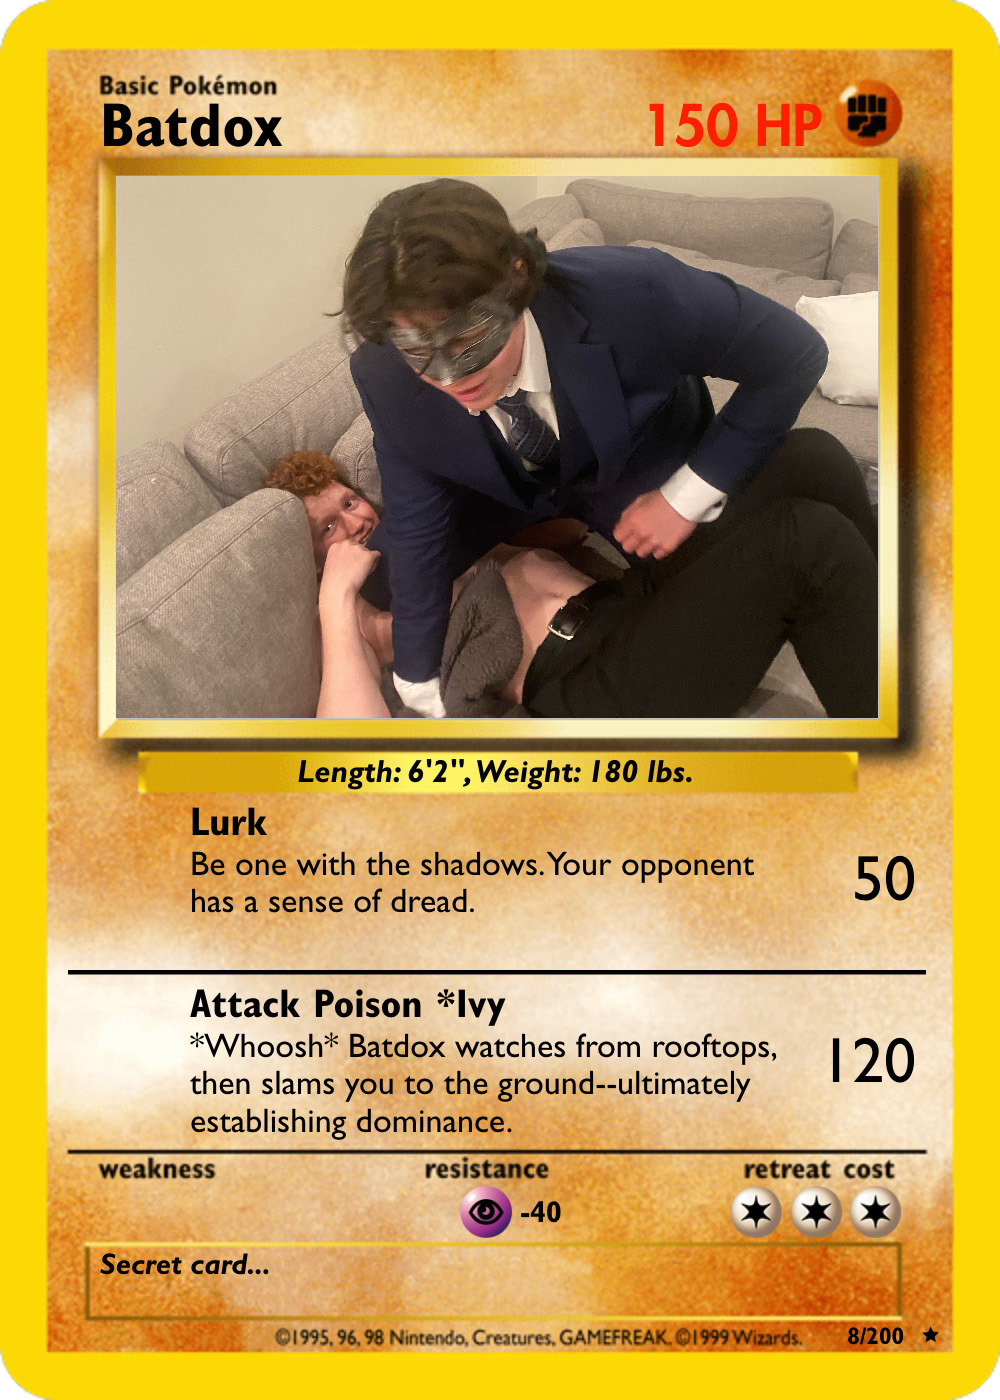 Basic Pokémon
Batdox
150 HP
Length: 6'2", Weight: 180 lbs.
Lurk
Be one with the shadows. Your opponent
has a sense of dread.
50
Attack Poison *Ivy
*Whoosh* Batdox watches from rooftops,
then slams you to the ground--ultimately
establishing dominance.
120
weakness
resistance
retreat cost
-40
Secret card...
©1995, 96, 98 Nintendo, Creatures, GAMEFREAK. ©1999 Wizards.
8/200